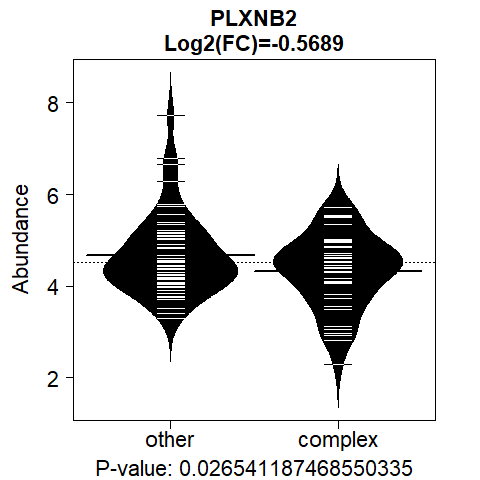 PLXNB2
Log2(FC)=-0.5689
Abundance
8
6
4
2
other complex
P-value: 0.026541187468550335